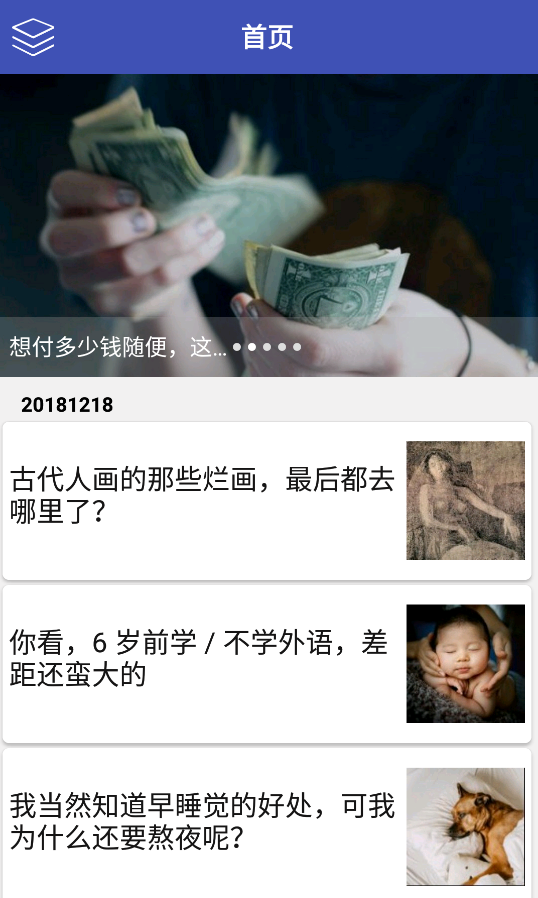 首页
想付多少钱随便，这...
20181218
古代人画的那些烂画，最后都去
哪里了？
你看，6 岁前学 / 不学外语，差
距还蛮大的
我当然知道早睡觉的好处，可我
为什么还要熬夜呢？